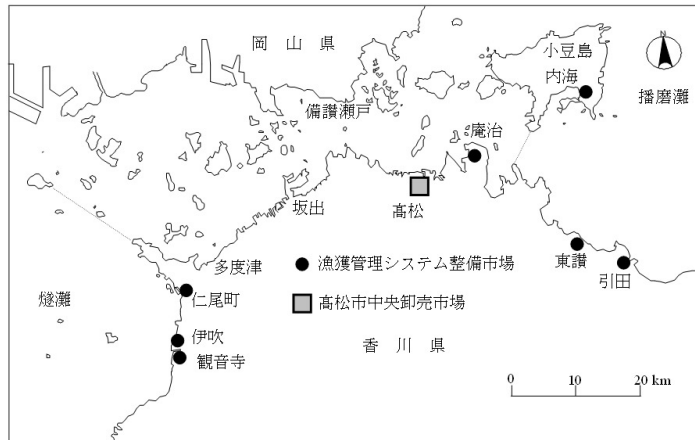 岡 山 県
小豆島
内海
播磨灘
備讃瀬戸
庵治
坂出
髙松
多度津
漁獲管理システム整備市場
東讃
引田
燧灘
仁尾町
髙松市中央卸売市場
伊吹
香 川 県
観音寺
0 10 20 km